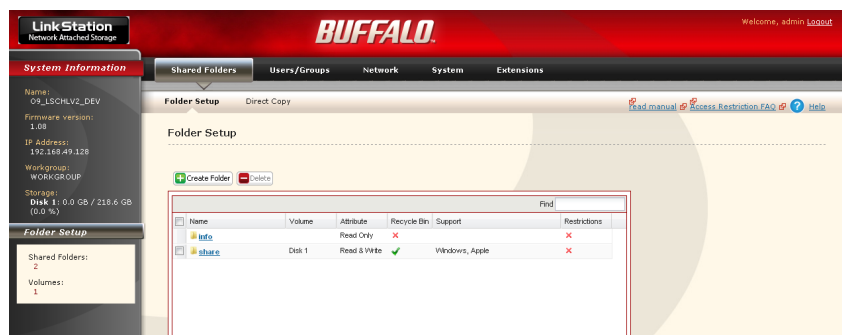 LinkStation
Network Attached Storage
BUFFALO.
Welcome, admin Logout
System Information
Shared Folders Users/Groups Network System Extensions
Name:
O9_LSCHLV2_DEV
Firmware version:
1.08
IP Address:
192.168.49.128
Workgroup:
WORKGROUP
Storage:
Disk 1: 0.0 GB / 218.6 GB
(0.0 %)
Folder Setup
Shared Folders:
2
Volumes:
1
Folder Setup Direct Copy
read manual Access Restriction FAQ ? Help
Folder Setup
Create Folder Delete
Find
Name Volume Attribute Recycle Bin Support Restrictions
info Read Only
share Disk 1 Read & Write Windows, Apple